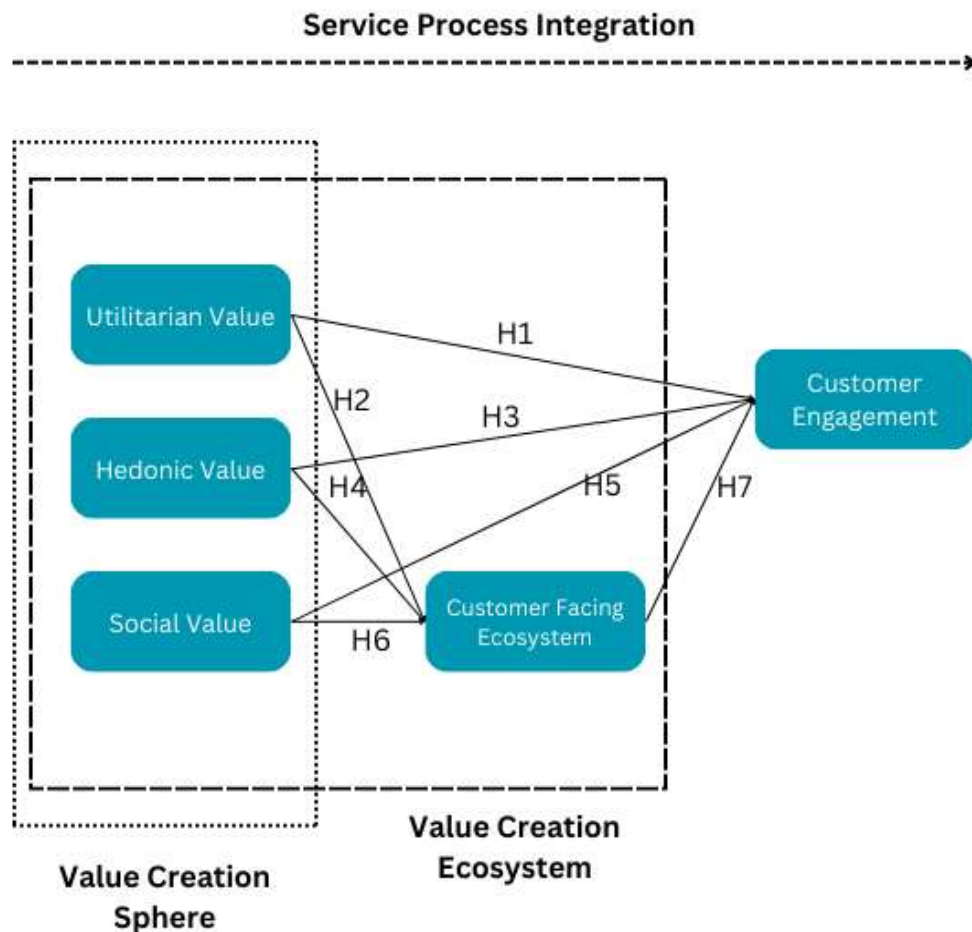 Service Process Integration
Utilitarian Value
H1
Customer
Engagement
H2
H3
Hedonic Value
H4
H5
H7
Social Value
H6
Customer Facing
Ecosystem
Value Creation
Ecosystem
Value Creation
Sphere